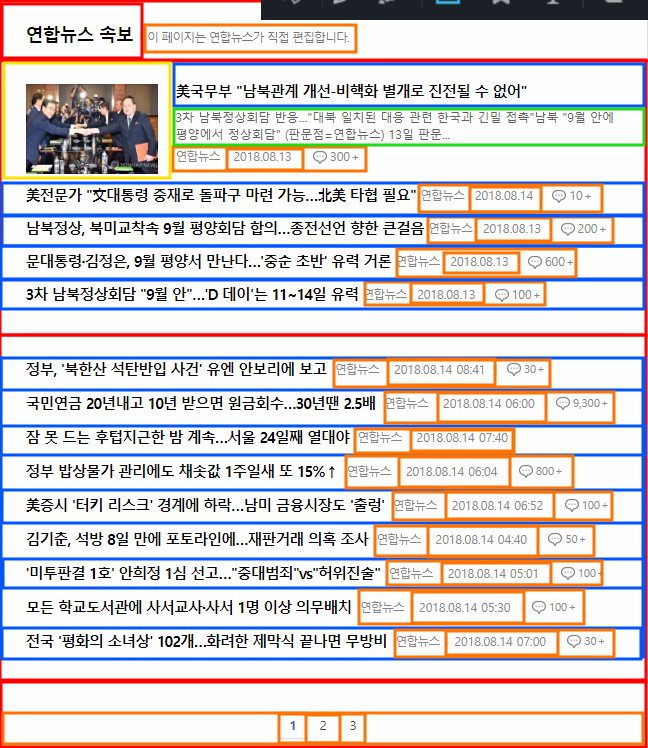 연합뉴스 속보
이 페이지는 연합뉴스가 직접 편집합니다.
美국무부 "남북관계 개선-비핵화 별개로 진전될 수 없어"
3차 남북정상회담 반응..."대북 일치된 대응 관련 한국과 긴밀 접촉"남북 "9월 안에
평양에서 정상회담" (판문점=연합뉴스) 13일 판문...
연합뉴스 2018.08.13 300+
美전문가 "文대통령 중재로 돌파구 마련 가능...北美 타협 필요" 연합뉴스 2018.08.14 10+
남북정상, 북미교착속 9월 평양회담 합의...종전선언 향한 큰걸음 연합뉴스 2018.08.13 200+
문대통령·김정은, 9월 평양서 만난다...'중순 초반' 유력 거론 연합뉴스 2018.08.13 600+
3차 남북정상회담 "9월 안"...'D 데이'는 11~14일 유력 연합뉴스 2018.08.13 100+
정부, '북한산 석탄반입 사건' 유엔 안보리에 보고 연합뉴스 2018.08.14 08:41 30+
국민연금 20년내고 10년 받으면 원금회수...30년땐 2.5배 연합뉴스 2018.08.14 06:00 9,300+
잠 못 드는 후텁지근한 밤 계속...서울 24일째 열대야 연합뉴스 2018.08.14 07:40
정부 밥상물가 관리에도 채솟값 1주일새 또 15%↑ 연합뉴스 2018.08.14 06:04 800+
美증시 '터키 리스크' 경계에 하락...남미 금융시장도 '출렁' 연합뉴스 2018.08.14 06:52 100+
김기춘, 석방 8일 만에 포토라인에...재판거래 의혹 조사 연합뉴스 2018.08.14 04:40 50+
'미투판결 1호' 안희정 1심 선고..."중대범죄"vs"허위진술" 연합뉴스 2018.08.14 05:01 100+
모든 학교도서관에 사서교사·사서 1명 이상 의무배치 연합뉴스 2018.08.14 05:30 100+
전국 '평화의 소녀상' 102개...화려한 제막식 끝나면 무방비 연합뉴스 2018.08.14 07:00 30+
1 2 3